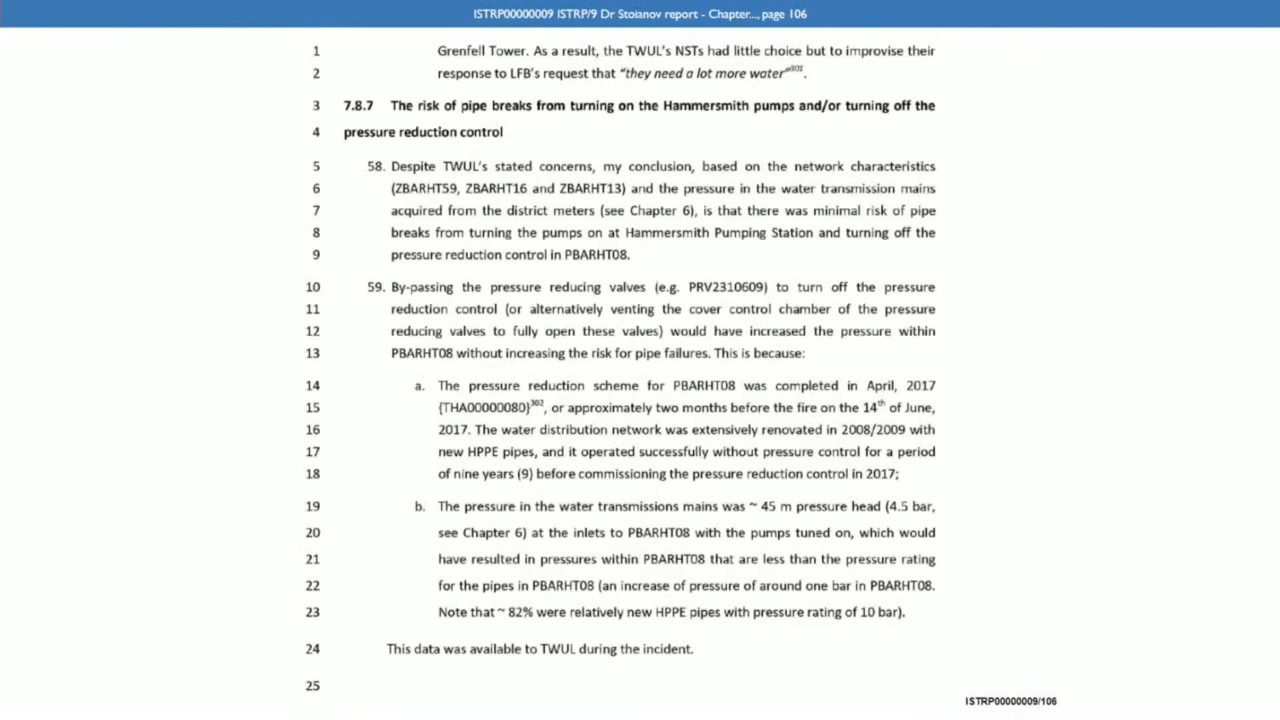 ISTRP00000009 ISTRP/9 Dr Stoianov report - Chapter..., page 106
1 Grenfell Tower. As a result, the TWUL's NSTs had little choice but to improvise their
2 response to LFB's request that "they need a lot more water"301.
3 7.8.7 The risk of pipe breaks from turning on the Hammersmith pumps and/or turning off the
4 pressure reduction control
5 58. Despite TWUL's stated concerns, my conclusion, based on the network characteristics
6 (ZBARHT59, ZBARHT16 and ZBARHT13) and the pressure in the water transmission mains
7 acquired from the district meters (see Chapter 6), is that there was minimal risk of pipe
8 breaks from turning the pumps on at Hammersmith Pumping Station and turning off the
9 pressure reduction control in PBARHT08.
10 59. By-passing the pressure reducing valves (e.g. PRV2310609) to turn off the pressure
11 reduction control (or alternatively venting the cover control chamber of the pressure
12 reducing valves to fully open these valves) would have increased the pressure within
13 PBARHT08 without increasing the risk for pipe failures. This is because:
14 a. The pressure reduction scheme for PBARHT08 was completed in April, 2017
15 {THA00000080}302, or approximately two months before the fire on the 14th of June,
16 2017. The water distribution network was extensively renovated in 2008/2009 with
17 new HPPE pipes, and it operated successfully without pressure control for a period
18 of nine years (9) before commissioning the pressure reduction control in 2017;
19 b. The pressure in the water transmissions mains was ~ 45 m pressure head (4.5 bar,
20 see Chapter 6) at the inlets to PBARHT08 with the pumps tuned on, which would
21 have resulted in pressures within PBARHT08 that are less than the pressure rating
22 for the pipes in PBARHT08 (an increase of pressure of around one bar in PBARHT08.
23 Note that ~ 82% were relatively new HPPE pipes with pressure rating of 10 bar).
24 This data was available to TWUL during the incident.
25
ISTRP00000009/106